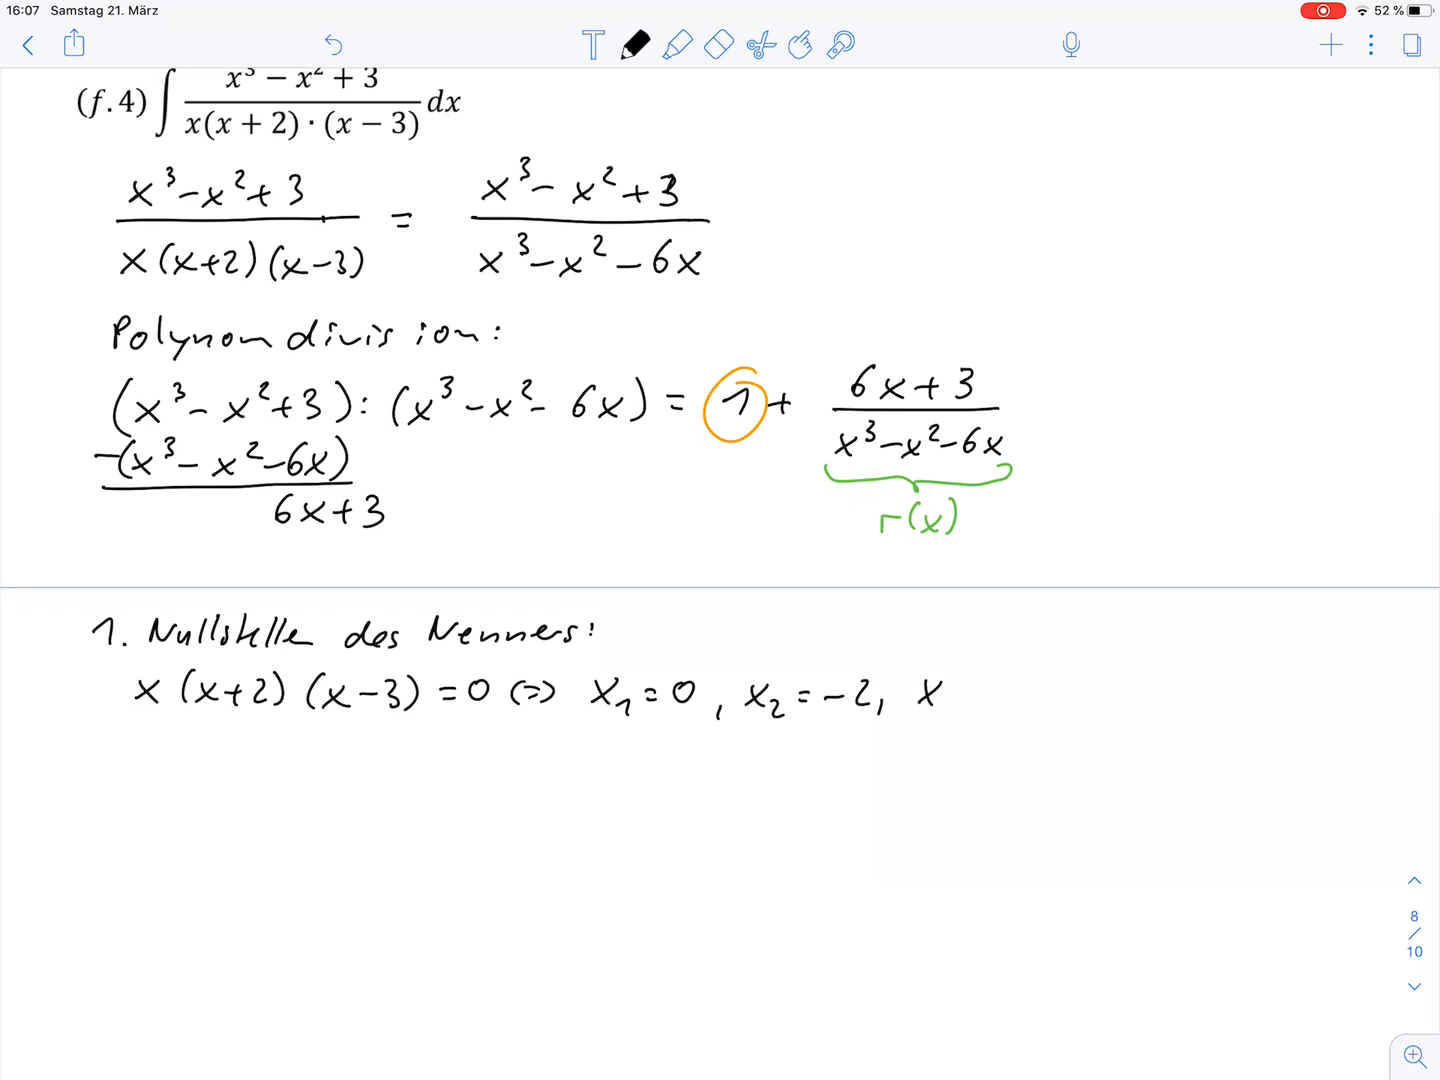 16:07 Samstag 21. März 52 %
(f.4) ∫ (x³ − x² + 3) / (x(x + 2) · (x − 3)) dx
(x³ − x² + 3) / (x(x+2)(x−3)) = (x³ − x² + 3) / (x³ − x² − 6x)
Polynomdivision:
(x³ − x² + 3) : (x³ − x² − 6x) = 1 + (6x + 3) / (x³ − x² − 6x)
−(x³ − x² − 6x)
r(x)
6x + 3
1. Nullstellen des Nenners:
x (x+2) (x−3) = 0 ⇔ x₁ = 0, x₂ = −2, x
8
/
10